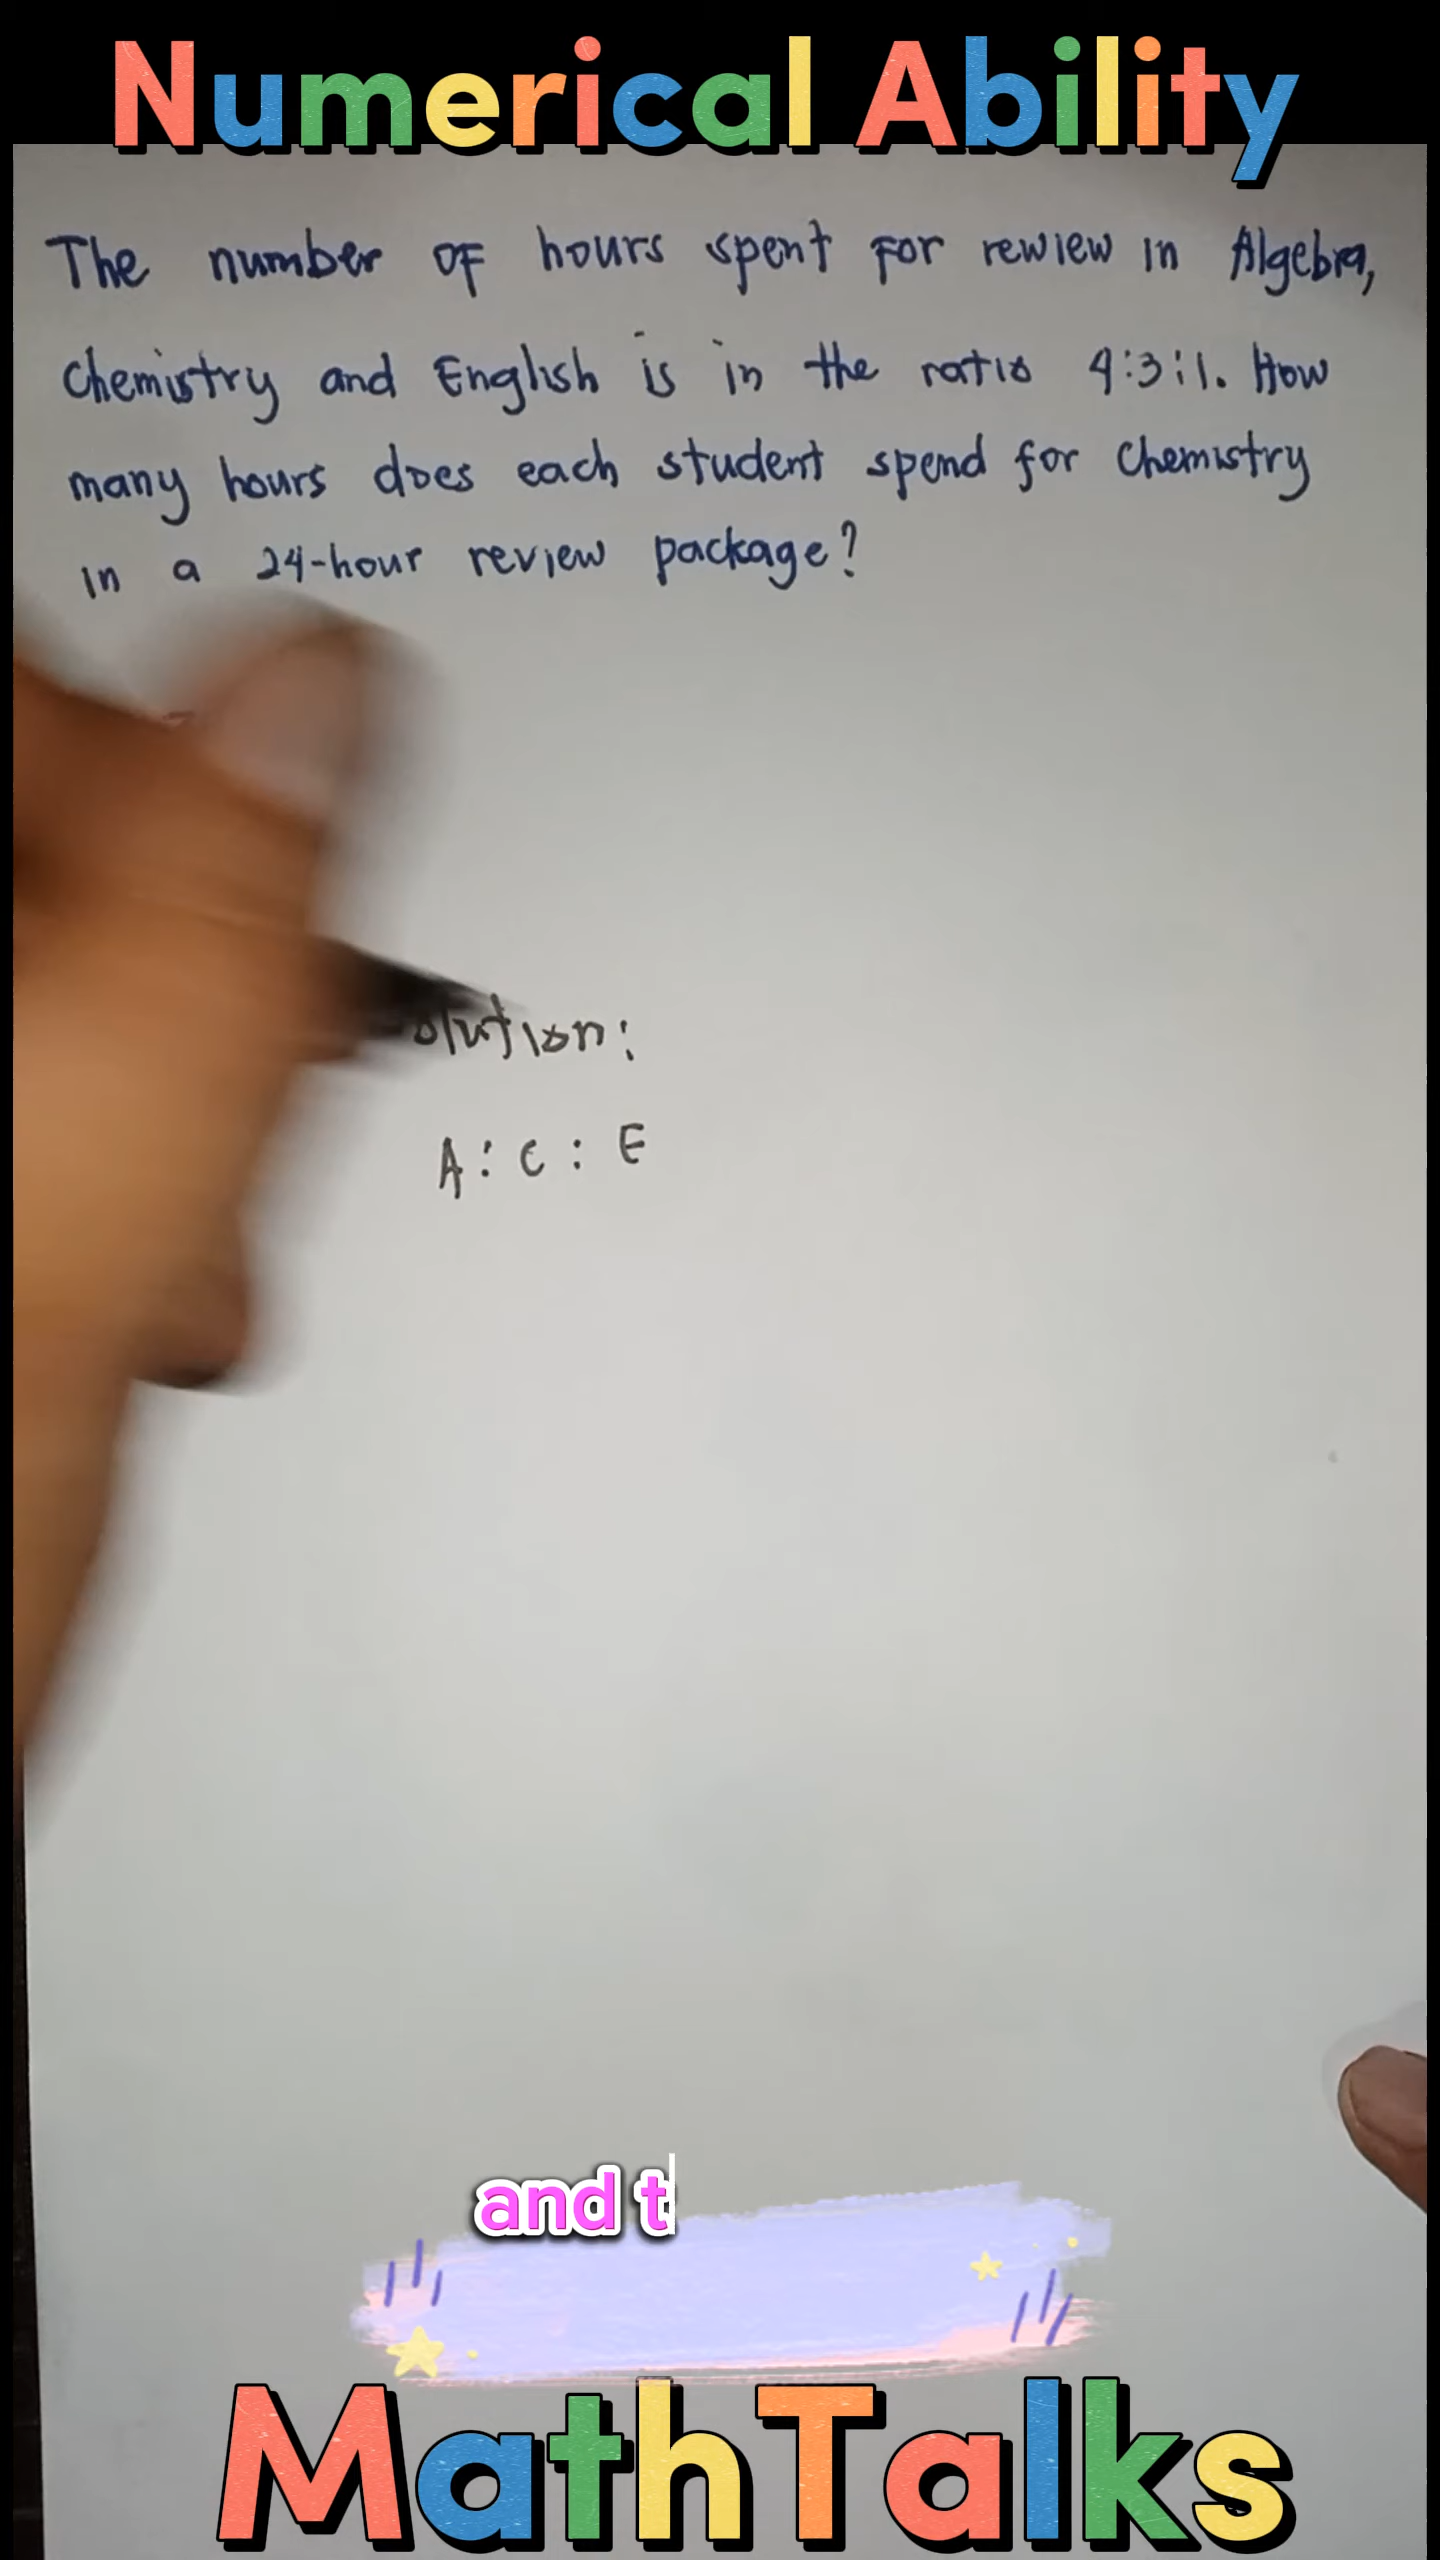 Numerical Ability
The number of hours spent for rewiew in Algebra,
Chemistry and English is in the ratio 4:3:1. How
many hours does each student spend for Chemistry
in a 24-hour review package?
olution:
A : C : E
and t
MathTalks